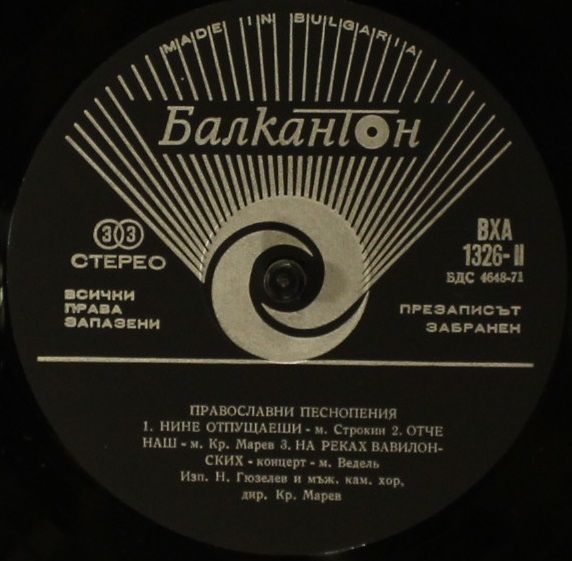 MADE IN BULGARIA
Балкантон
33
СТЕРЕО
ВХА
1326-II
БДС 4648-71
ВСИЧКИ
ПРАВА
ЗАПАЗЕНИ
ПРЕЗАПИСЪТ
ЗАБРАНЕН
ПРАВОСЛАВНИ ПЕСНОПЕНИЯ
1. НИНЕ ОТПУЩАЕШИ - м. Строкин 2. ОТЧЕ
НАШ - м. Кр. Марев 3. НА РЕКАХ ВАВИЛОН-
СКИХ - концерт - м. Ведель
Изп. Н. Гюзелев и мъж. кам. хор,
дир. Кр. Марев